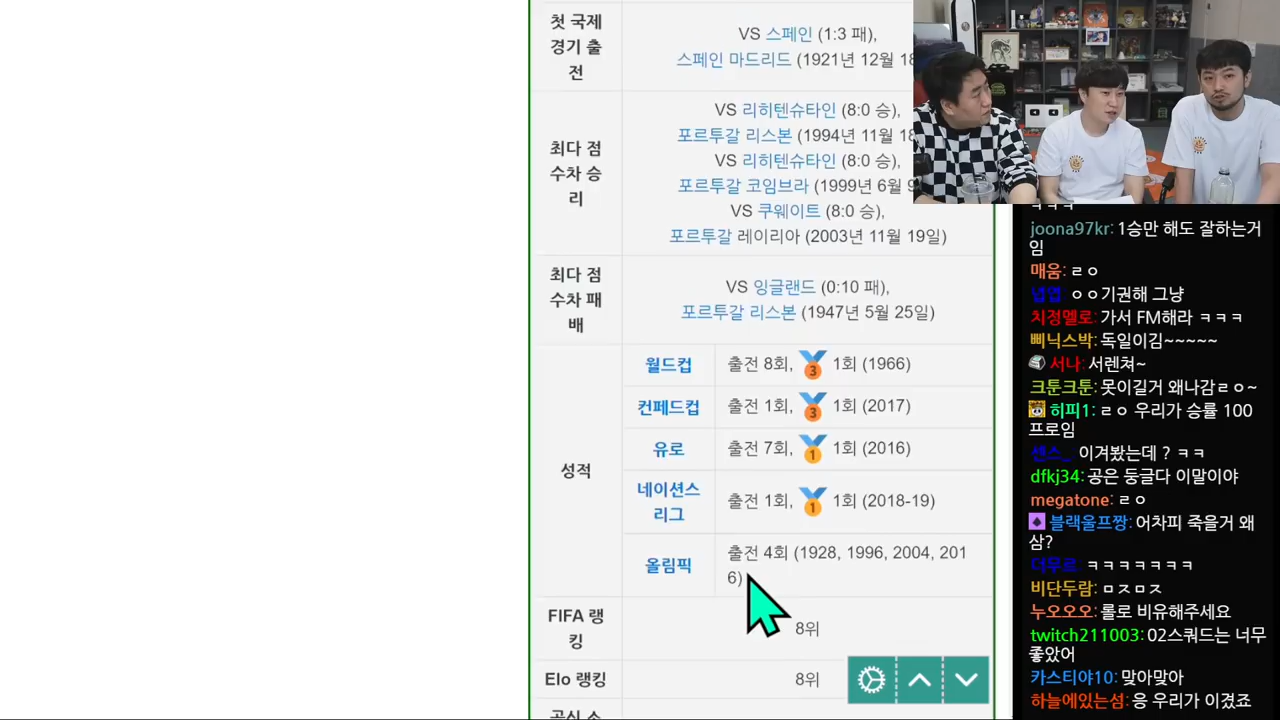 첫 국제
경기 출
전
VS 스페인 (1:3 패),
스페인 마드리드 (1921년 12월 18
최다 점
수차 승
리
VS 리히텐슈타인 (8:0 승),
포르투갈 리스본 (1994년 11월 18
VS 리히텐슈타인 (8:0 승),
포르투갈 코임브라 (1999년 6월 9
VS 쿠웨이트 (8:0 승),
포르투갈 레이리아 (2003년 11월 19일)
최다 점
수차 패
배
VS 잉글랜드 (0:10 패),
포르투갈 리스본 (1947년 5월 25일)
성적
월드컵
출전 8회, 3 1회 (1966)
컨페드컵
출전 1회, 3 1회 (2017)
유로
출전 7회, 1 1회 (2016)
네이션스
리그
출전 1회, 1 1회 (2018-19)
올림픽
출전 4회 (1928, 1996, 2004, 201
6)
FIFA 랭
킹
8위
Elo 랭킹
8위
공식 스
ㅋㅋㅋ
joona97kr: 1승만 해도 잘하는거
임
매움: ㄹㅇ
넙엽 ㅇㅇ기권해 그냥
치정멜로: 가서 FM해라 ㅋㅋㅋ
삐닉스박: 독일이김~~~~~
서나: 서렌쳐~
크툰크툰: 못이길거 왜나감ㄹㅇ~
히피1: ㄹㅇ 우리가 승률 100
프로임
센스_ 이겨봤는데 ? ㅋㅋ
dfkj34: 공은 둥글다 이말이야
megatone: ㄹㅇ
블랙울프짱: 어차피 죽을거 왜
삼?
더무르 ㅋㅋㅋㅋㅋㅋㅋ
비단두람: ㅁㅈㅁㅈ
누오오오: 롤로 비유해주세요
twitch211003: 02스쿼드는 너무
좋았어
카스티야10: 맞아맞아
하늘에있는섬: 응 우리가 이겼죠